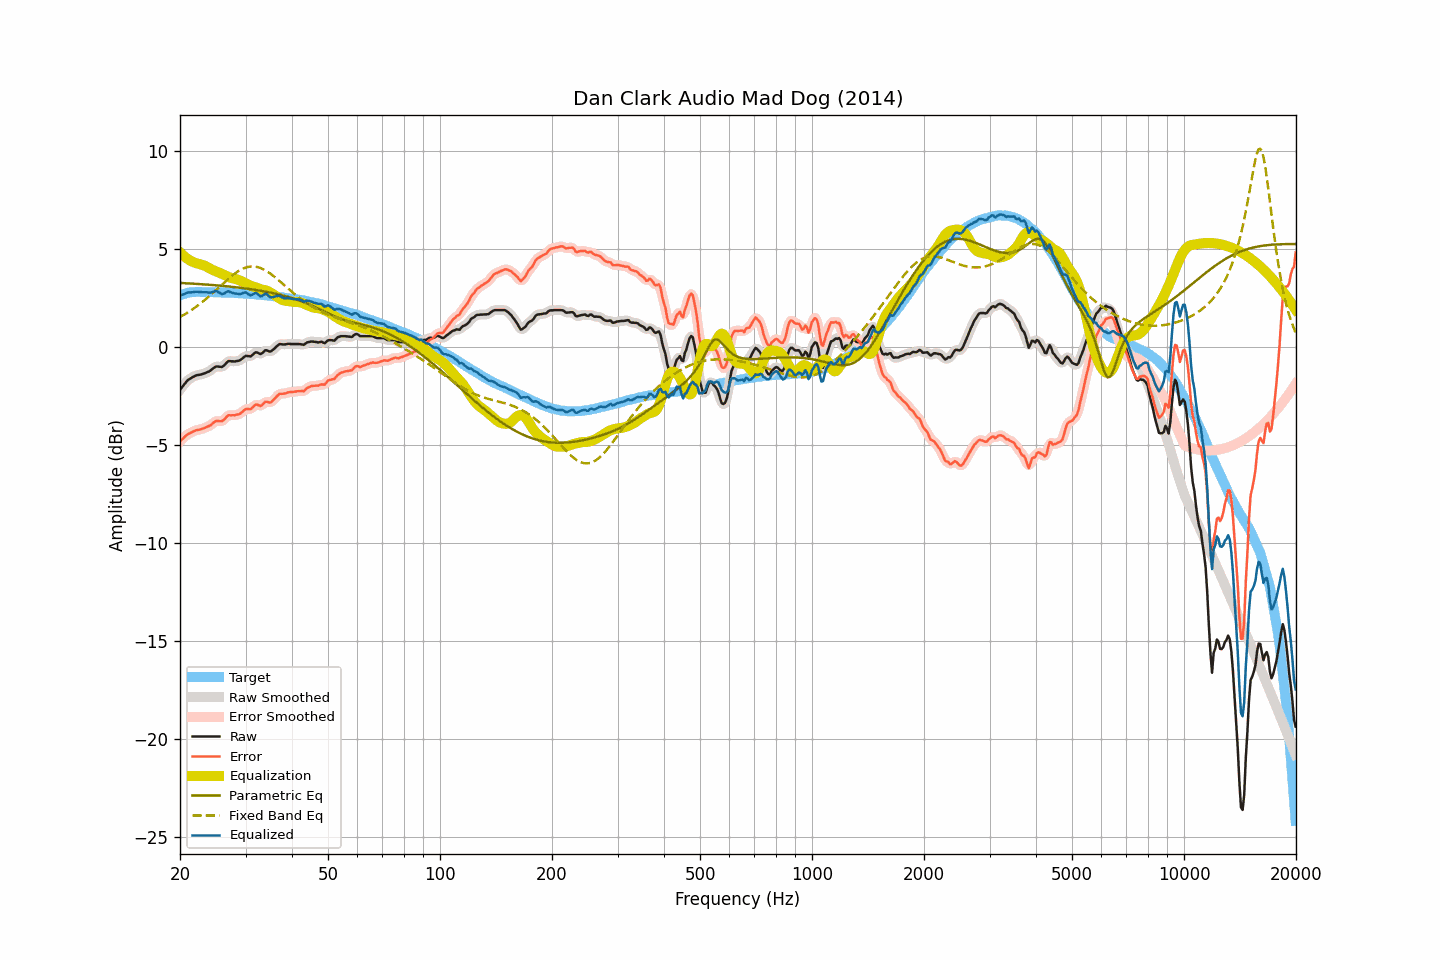 Dan Clark Audio Mad Dog (2014)
Amplitude (dBr)
10
5
0
−5
−10
−15
−20
−25
Target
Raw Smoothed
Error Smoothed
Raw
Error
Equalization
Parametric Eq
Fixed Band Eq
Equalized
20 50 100 200 500 1000 2000 5000 10000 20000
Frequency (Hz)